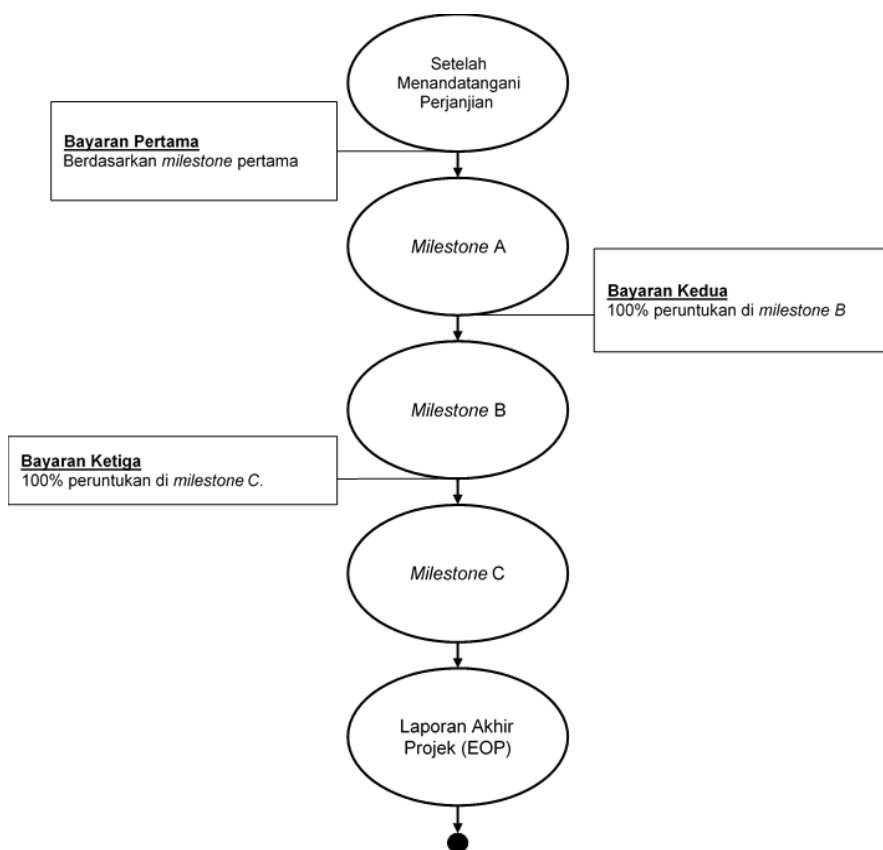 Setelah
Menandatangani
Perjanjian
Bayaran Pertama
Berdasarkan milestone pertama
Milestone A
Bayaran Kedua
100% peruntukan di milestone B
Milestone B
Bayaran Ketiga
100% peruntukan di milestone C.
Milestone C
Laporan Akhir
Projek (EOP)